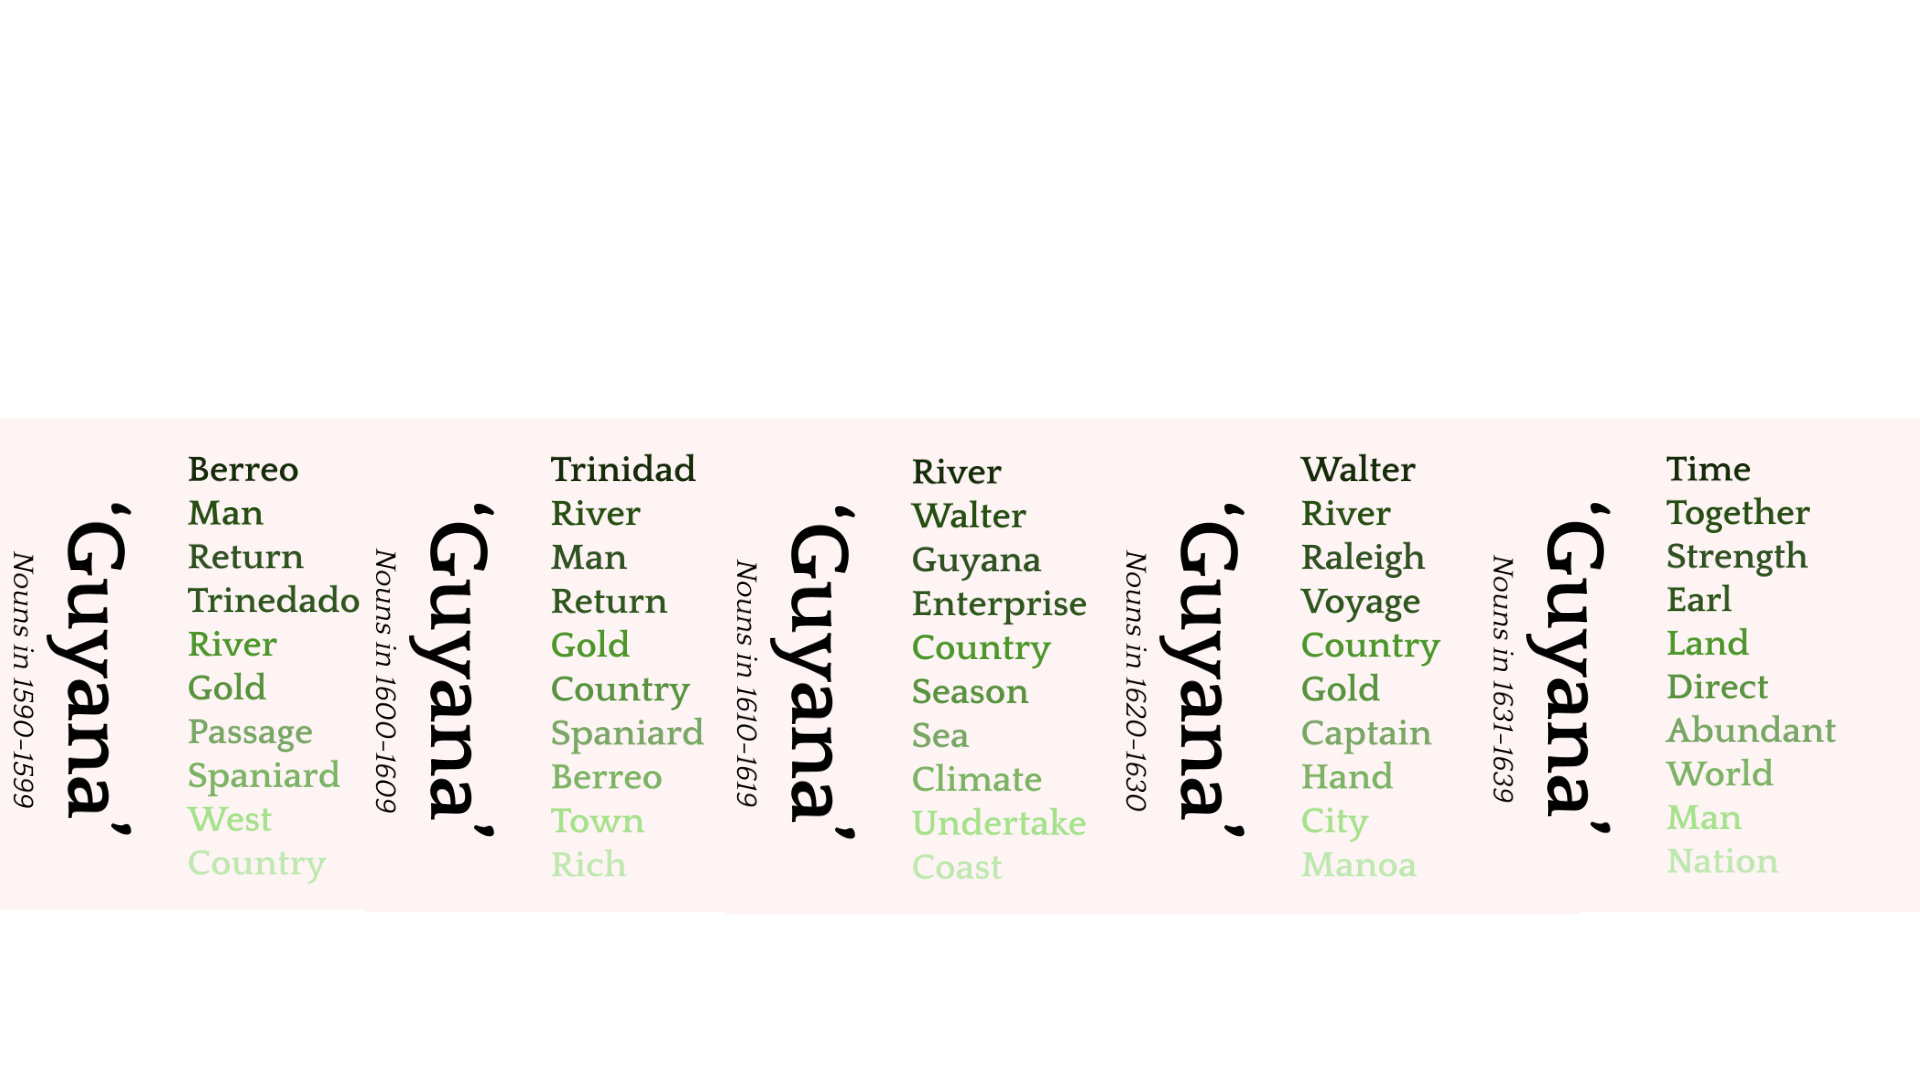 Nouns in 1590-1599
‘Guyana’
Berreo
Man
Return
Trinedado
River
Gold
Passage
Spaniard
West
Country
Nouns in 1600-1609
‘Guyana’
Trinidad
River
Man
Return
Gold
Country
Spaniard
Berreo
Town
Rich
Nouns in 1610-1619
‘Guyana’
River
Walter
Guyana
Enterprise
Country
Season
Sea
Climate
Undertake
Coast
Nouns in 1620-1630
‘Guyana’
Walter
River
Raleigh
Voyage
Country
Gold
Captain
Hand
City
Manoa
Nouns in 1631-1639
‘Guyana’
Time
Together
Strength
Earl
Land
Direct
Abundant
World
Man
Nation